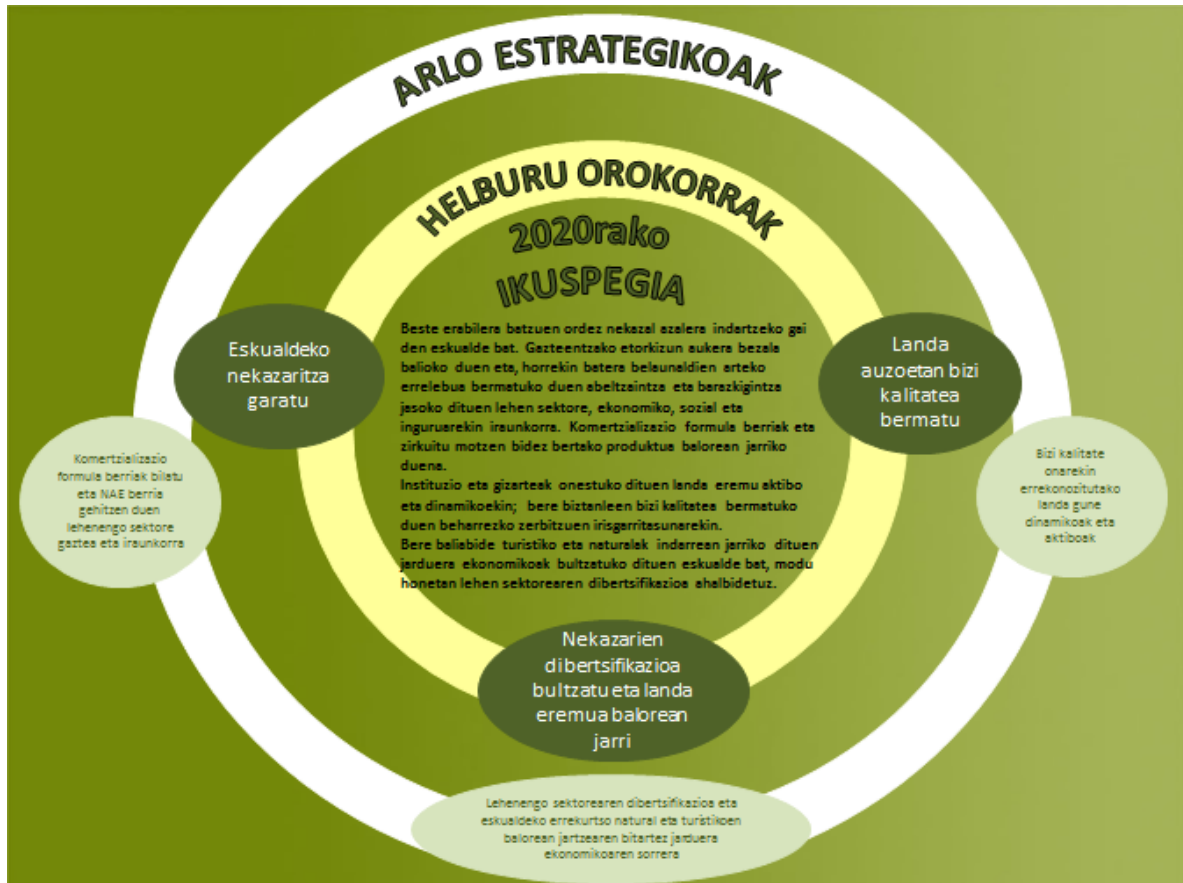 ARLO ESTRATEGIKOAK
HELBURU OROKORRAK
2020rako
IKUSPEGIA
Beste erabilera batzuen ordez nekazal azalera indartzeko gai
den eskualde bat. Gazteentzako etorkizun aukera bezala
balioko duen eta, horrekin batera belaunaldien arteko
errelebua bermatuko duen abeltzaintza eta barazkigintza
jasoko dituen lehen sektore, ekonomiko, sozial eta
inguruarekin iraunkorra. Komertzializazio formula berriak eta
zirkuitu motzen bidez bertako produktua balorean jarriko
duena.
Instituzio eta gizarteak onestuko dituen landa eremu aktibo
eta dinamikoekin; bere biztanleen bizi kalitatea bermatuko
duen beharrezko zerbitzuen irisgarritasunarekin.
Bere baliabide turistiko eta naturalak indarrean jarriko dituen
jarduera ekonomikoak bultzatuko dituen eskualde bat, modu
honetan lehen sektorearen dibertsifikazioa ahalbidetuz.
Eskualdeko
nekazaritza
garatu
Landa
auzoetan bizi
kalitatea
bermatu
Komertzializazio
formula berriak bilatu
eta NAE berria
gehitzen duen
lehenengo sektore
gaztea eta iraunkorra
Bizi kalitate
onarekin
errekonozitutako
landa gune
dinamikoak eta
aktiboak
Nekazarien
dibertsifikazioa
bultzatu eta landa
eremua balorean
jarri
Lehenengo sektorearen dibertsifikazioa eta
eskualdeko errekurtso natural eta turistikoen
balorean jartzearen bitartez jarduera
ekonomikoaren sorrera